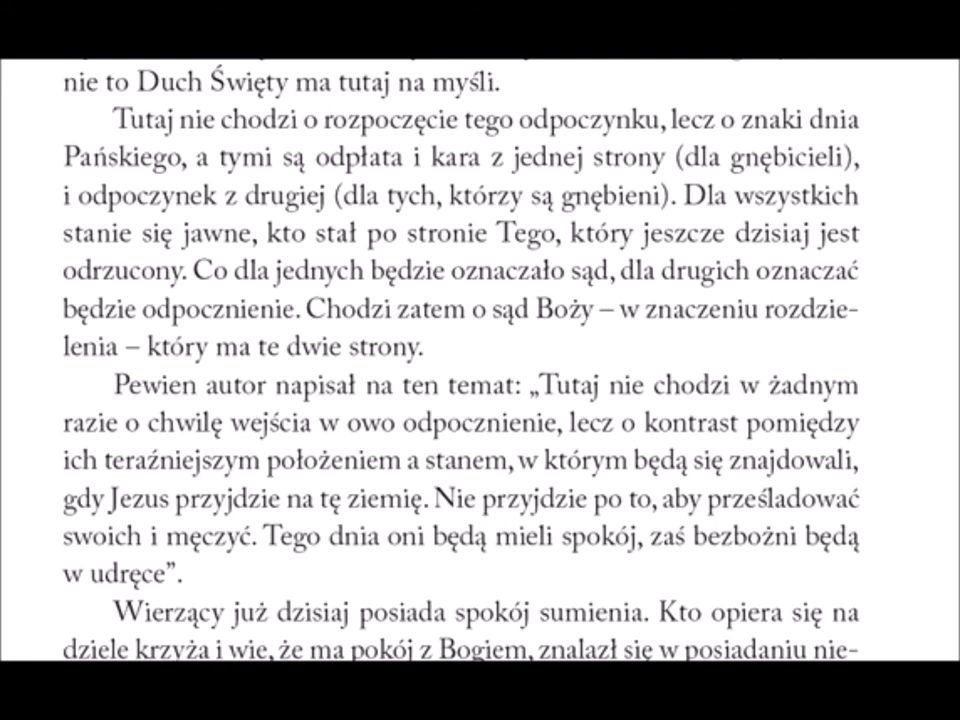 nie to Duch Święty ma tutaj na myśli.
Tutaj nie chodzi o rozpoczęcie tego odpoczynku, lecz o znaki dnia
Pańskiego, a tymi są odpłata i kara z jednej strony (dla gnębicieli),
i odpoczynek z drugiej (dla tych, którzy są gnębieni). Dla wszystkich
stanie się jawne, kto stał po stronie Tego, który jeszcze dzisiaj jest
odrzucony. Co dla jednych będzie oznaczało sąd, dla drugich oznaczać
będzie odpocznienie. Chodzi zatem o sąd Boży – w znaczeniu rozdzie-
lenia – który ma te dwie strony.
Pewien autor napisał na ten temat: „Tutaj nie chodzi w żadnym
razie o chwilę wejścia w owo odpocznienie, lecz o kontrast pomiędzy
ich teraźniejszym położeniem a stanem, w którym będą się znajdowali,
gdy Jezus przyjdzie na tę ziemię. Nie przyjdzie po to, aby prześladować
swoich i męczyć. Tego dnia oni będą mieli spokój, zaś bezbożni będą
w udręce”.
Wierzący już dzisiaj posiada spokój sumienia. Kto opiera się na
dziele krzyża i wie, że ma pokój z Bogiem, znalazł się w posiadaniu nie-